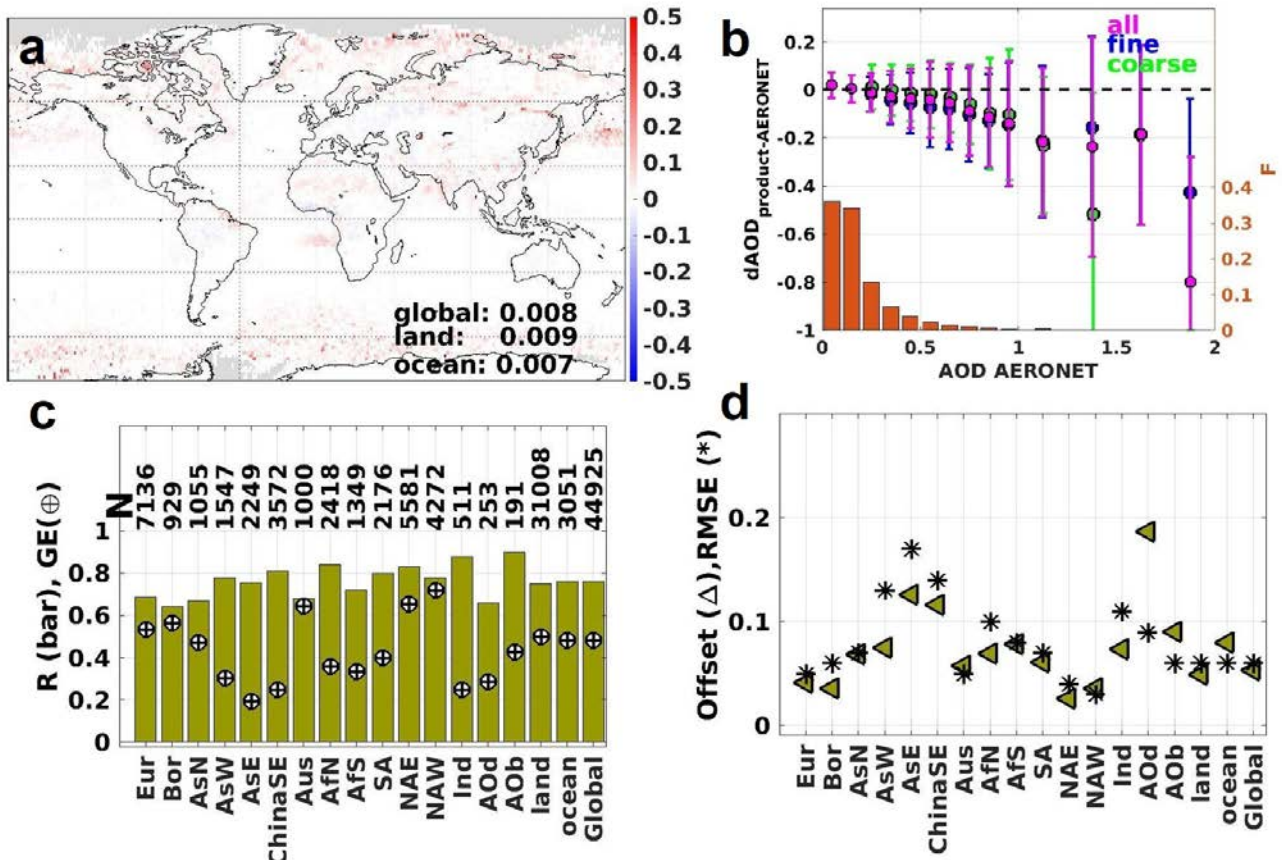 a
0.5
0.4
0.3
0.2
0.1
0
-0.1
-0.2
-0.3
-0.4
-0.5
global: 0.008
land: 0.009
ocean: 0.007
b
all
fine
coarse
0.2
0
-0.2
-0.4
-0.6
-0.8
-1
dAODproduct-AERONET
0.4
0.3
0.2
0.1
0
F
0
0.5
1
1.5
2
AOD AERONET
c
N
7136
929
1055
1547
2249
3572
1000
2418
1349
2176
5581
4272
511
253
191
31008
3051
44925
1
0.8
0.6
0.4
0.2
0
R (bar), GE(⊕)
Eur
Bor
AsN
AsW
AsE
ChinaSE
Aus
AfN
AfS
SA
NAE
NAW
Ind
AOd
AOb
land
ocean
Global
d
0.2
0.1
0
Offset (Δ),RMSE (*)
Eur
Bor
AsN
AsW
AsE
ChinaSE
Aus
AfN
AfS
SA
NAE
NAW
Ind
AOd
AOb
land
ocean
Global